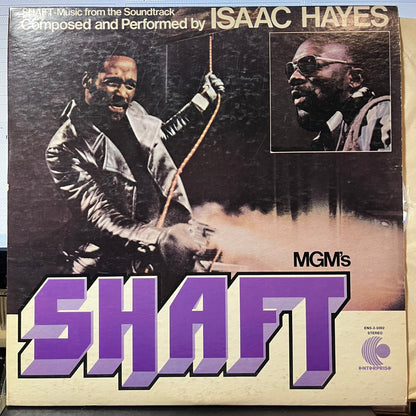 SHAFT-Music from the Soundtrack
Composed and Performed by ISAAC HAYES
MGM's
SHAFT
ENS-2-5002
STEREO
ENTERPRISE